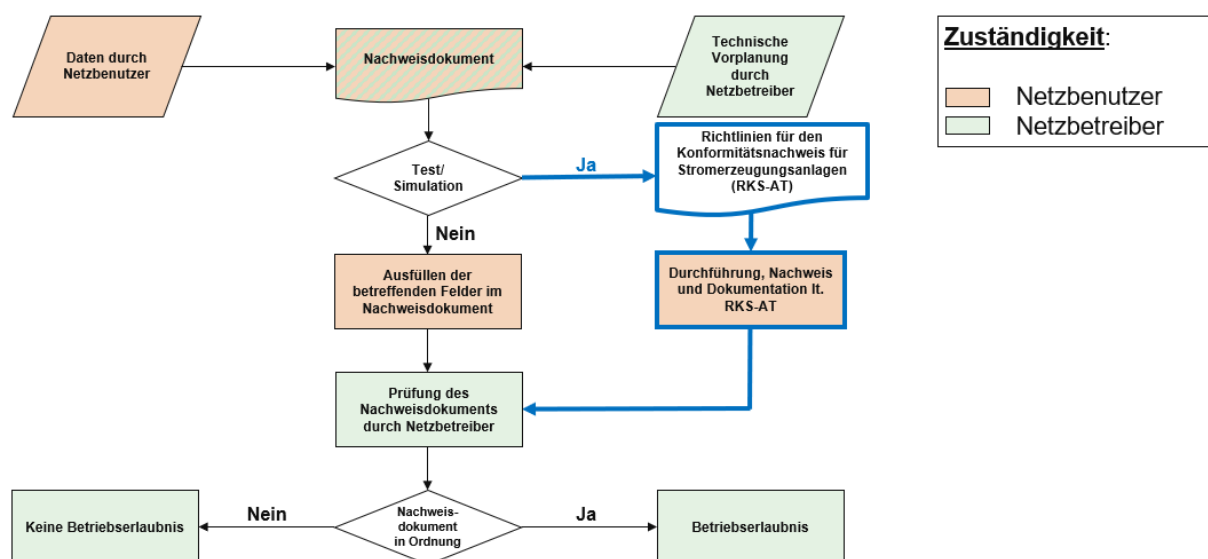 Daten durch
Netzbenutzer
Nachweisdokument
Technische
Vorplanung
durch
Netzbetreiber
Zuständigkeit:
Netzbenutzer
Netzbetreiber
Test/
Simulation
Ja
Richtlinien für den
Konformitätsnachweis für
Stromerzeugungsanlagen
(RKS-AT)
Nein
Ausfüllen der
betreffenden Felder im
Nachweisdokument
Durchführung, Nachweis
und Dokumentation lt.
RKS-AT
Prüfung des
Nachweisdokuments
durch Netzbetreiber
Keine Betriebserlaubnis
Nein
Nachweis-
dokument
in Ordnung
Ja
Betriebserlaubnis